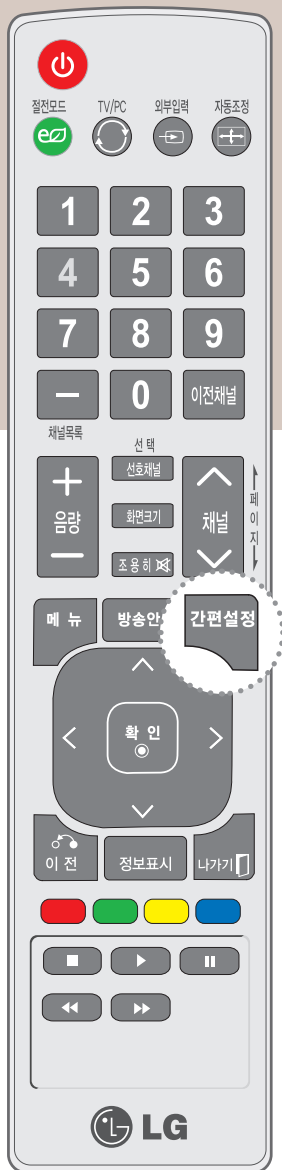 절전모드 TV/PC 외부입력 자동조정
1 2 3
4 5 6
7 8 9
0 이전채널
채널목록
선 택
선호채널
음량 화면크기 채널
페이지
조 용 히
메 뉴 방송안 간편설정
확 인
이 전 정보표시 나가기
LG